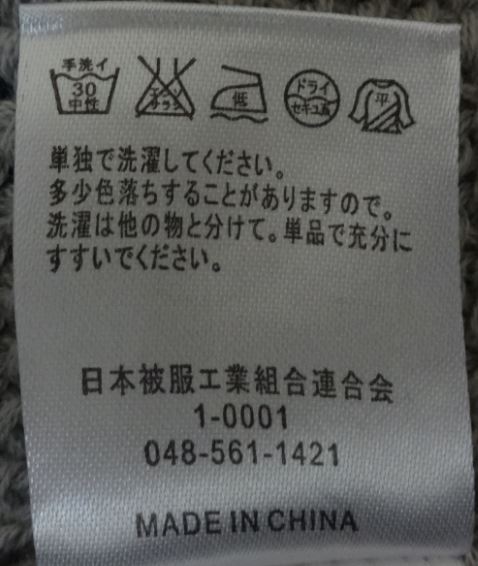 手洗イ
30
中性
エンソ
サラシ
低
ドライ
セキユ系
平
単独で洗濯してください。
多少色落ちすることがありますので。
洗濯は他の物と分けて。単品で充分に
すすいでください。
日本被服工業組合連合会
1-0001
048-561-1421
MADE IN CHINA